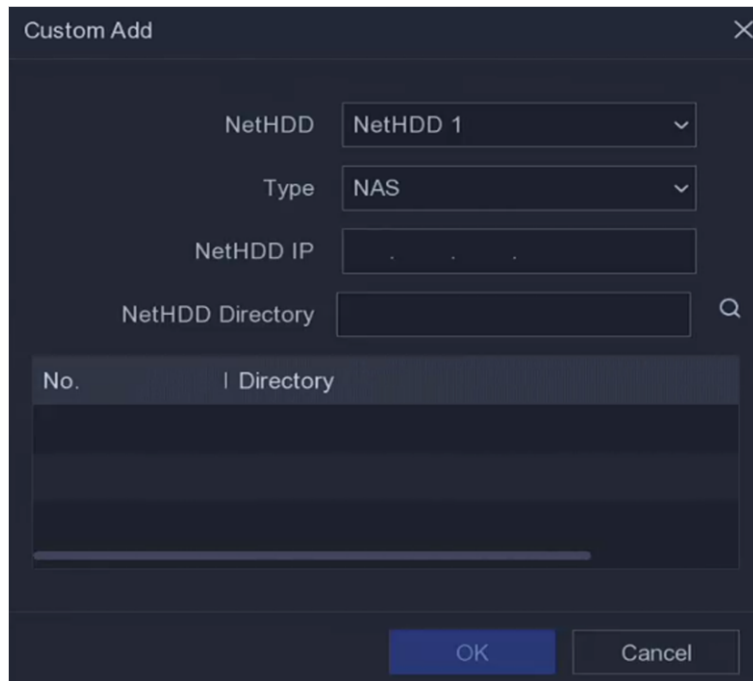 Custom Add
NetHDD NetHDD 1
Type NAS
NetHDD IP . . .
NetHDD Directory
No. Directory
OK Cancel